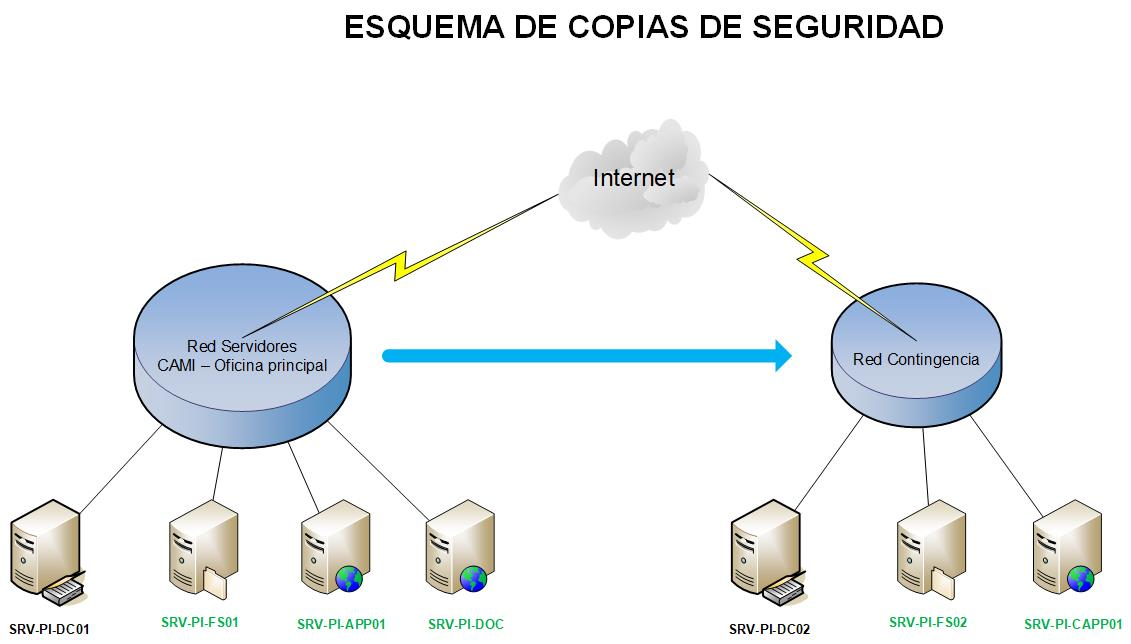 ESQUEMA DE COPIAS DE SEGURIDAD
Internet
Red Servidores
CAMI – Oficina principal
Red Contingencia
SRV-PI-DC01
SRV-PI-FS01
SRV-PI-APP01
SRV-PI-DOC
SRV-PI-DC02
SRV-PI-FS02
SRV-PI-CAPP01